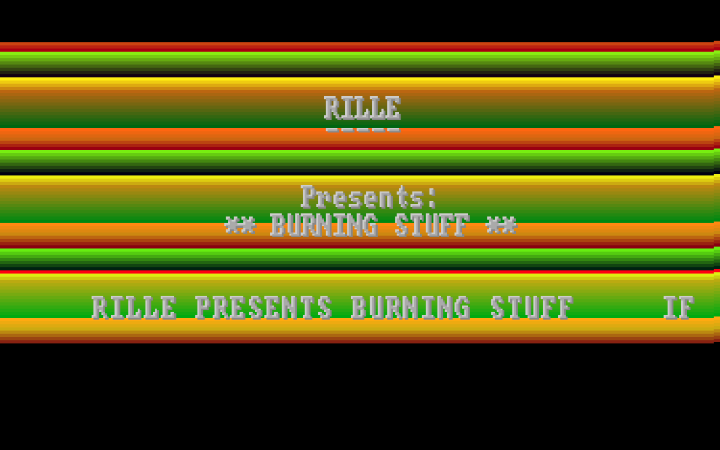 RILLE
-----
Presents:
** BURNING STUFF **
RILLE PRESENTS BURNING STUFF IF